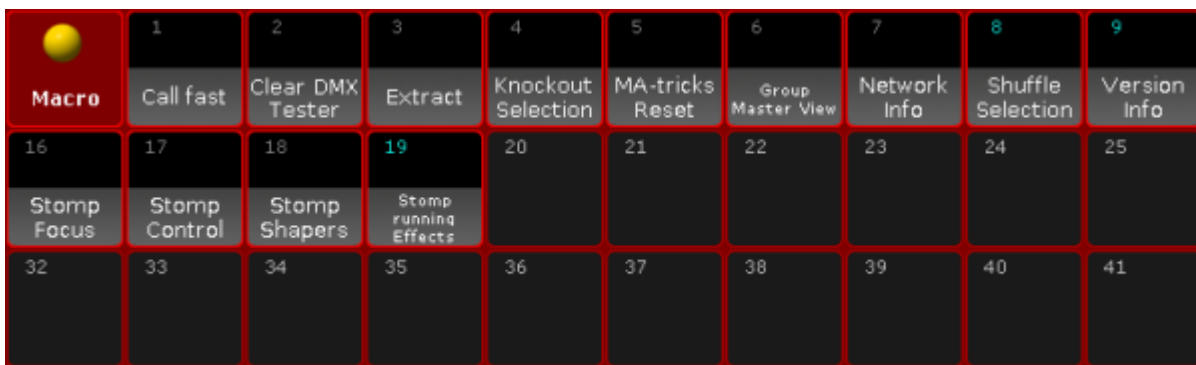 1 2 3 4 5 6 7 8 9
Macro
Call fast
Clear DMX
Tester
Extract
Knockout
Selection
MA-tricks
Reset
Group
Master View
Network
Info
Shuffle
Selection
Version
Info
16 17 18 19 20 21 22 23 24 25
Stomp
Focus
Stomp
Control
Stomp
Shapers
Stomp
running
Effects
32 33 34 35 36 37 38 39 40 41